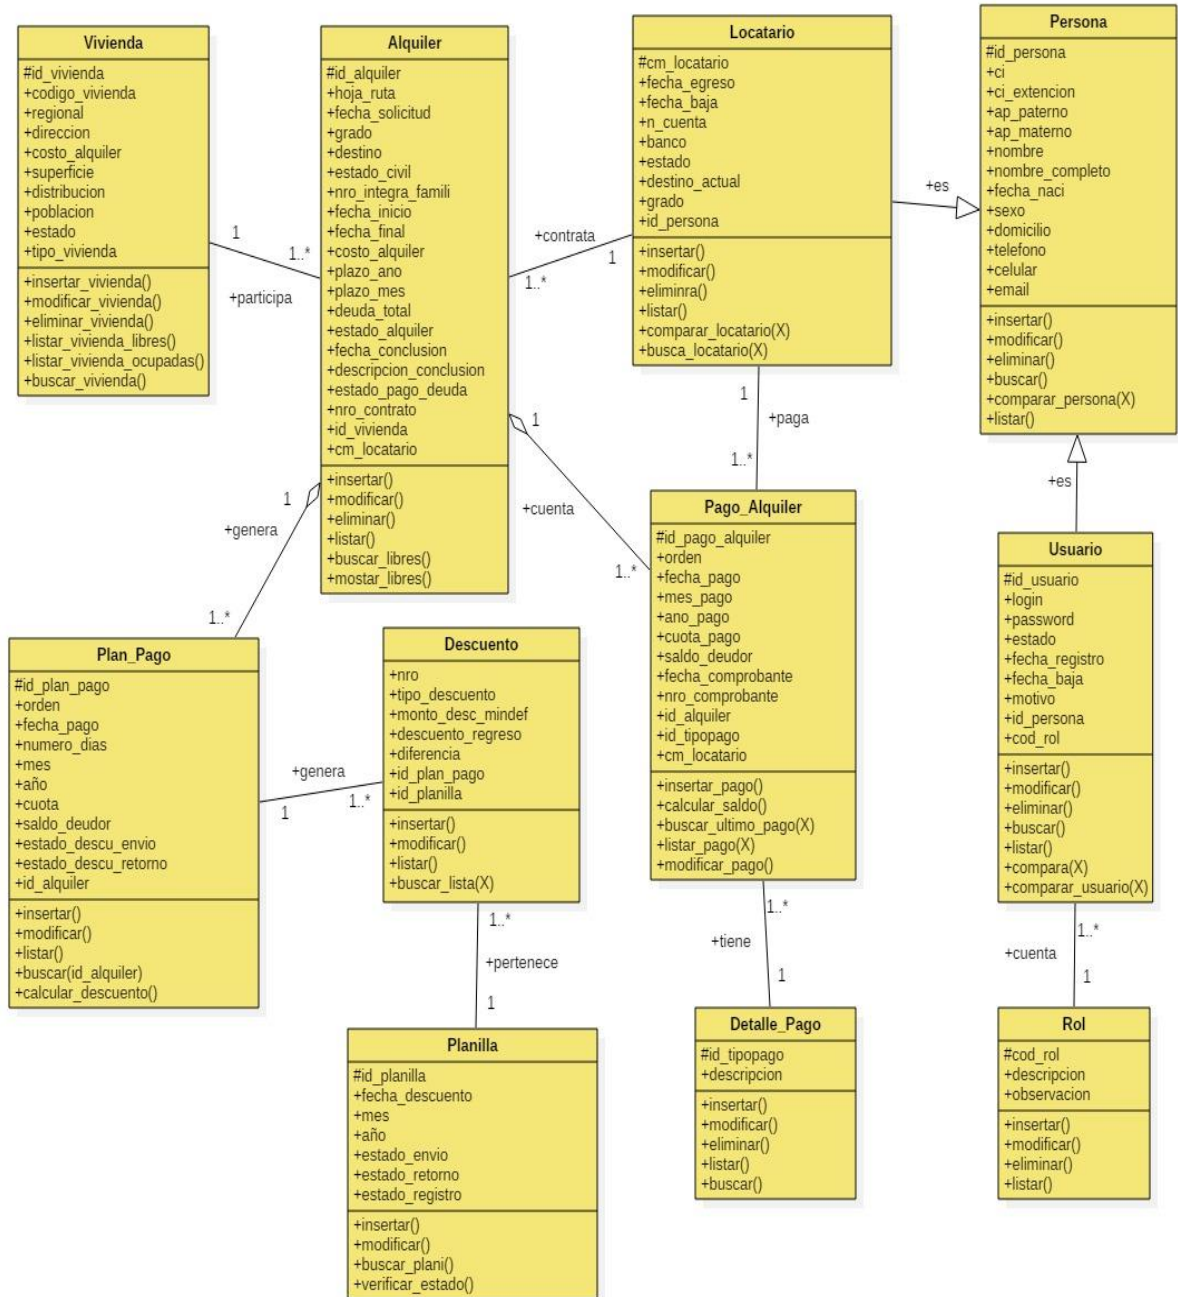 Vivienda
#id_vivienda
+codigo_vivienda
+regional
+direccion
+costo_alquiler
+superficie
+distribucion
+poblacion
+estado
+tipo_vivienda
+insertar_vivienda()
+modificar_vivienda()
+eliminar_vivienda()
+listar_vivienda_libres()
+listar_vivienda_ocupadas()
+buscar_vivienda()
1
1..*
+participa
Alquiler
#id_alquiler
+hoja_ruta
+fecha_solicitud
+grado
+destino
+estado_civil
+nro_integra_famili
+fecha_inicio
+fecha_final
+costo_alquiler
+plazo_ano
+plazo_mes
+deuda_total
+estado_alquiler
+fecha_conclusion
+descripcion_conclusion
+estado_pago_deuda
+nro_contrato
+id_vivienda
+cm_locatario
+insertar()
+modificar()
+eliminar()
+listar()
+buscar_libres()
+mostar_libres()
+contrata
1
1..*
Locatario
#cm_locatario
+fecha_egreso
+fecha_baja
+n_cuenta
+banco
+estado
+destino_actual
+grado
+id_persona
+insertar()
+modificar()
+eliminra()
+listar()
+comparar_locatario(X)
+busca_locatario(X)
+es
Persona
#id_persona
+ci
+ci_extencion
+ap_paterno
+ap_materno
+nombre
+nombre_completo
+fecha_naci
+sexo
+domicilio
+telefono
+celular
+email
+insertar()
+modificar()
+eliminar()
+buscar()
+comparar_persona(X)
+listar()
1
+paga
1..*
1
+cuenta
1..*
1
+genera
1..*
+es
Pago_Alquiler
#id_pago_alquiler
+orden
+fecha_pago
+mes_pago
+ano_pago
+cuota_pago
+saldo_deudor
+fecha_comprobante
+nro_comprobante
+id_alquiler
+id_tipopago
+cm_locatario
+insertar_pago()
+calcular_saldo()
+buscar_ultimo_pago(X)
+listar_pago(X)
+modificar_pago()
Usuario
#id_usuario
+login
+password
+estado
+fecha_registro
+fecha_baja
+motivo
+id_persona
+cod_rol
+insertar()
+modificar()
+eliminar()
+buscar()
+listar()
+compara(X)
+comparar_usuario(X)
Plan_Pago
#id_plan_pago
+orden
+fecha_pago
+numero_dias
+mes
+año
+cuota
+saldo_deudor
+estado_descu_envio
+estado_descu_retorno
+id_alquiler
+insertar()
+modificar()
+listar()
+buscar(id_alquiler)
+calcular_descuento()
+genera
1
1..*
Descuento
+nro
+tipo_descuento
+monto_desc_mindef
+descuento_regreso
+diferencia
+id_plan_pago
+id_planilla
+insertar()
+modificar()
+listar()
+buscar_lista(X)
1..*
+pertenece
1
1..*
+tiene
1
1..*
+cuenta
1
Planilla
#id_planilla
+fecha_descuento
+mes
+año
+estado_envio
+estado_retorno
+estado_registro
+insertar()
+modificar()
+buscar_plani()
+verificar_estado()
Detalle_Pago
#id_tipopago
+descripcion
+insertar()
+modificar()
+eliminar()
+listar()
+buscar()
Rol
#cod_rol
+descripcion
+observacion
+insertar()
+modificar()
+eliminar()
+listar()